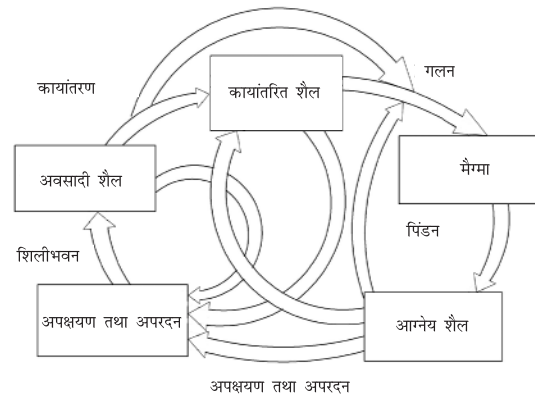 कायांतरण
कायांतरित शैल
गलन
अवसादी शैल
मैग्मा
शिलीभवन
पिंडन
अपक्षयण तथा अपरदन
आग्नेय शैल
अपक्षयण तथा अपरदन